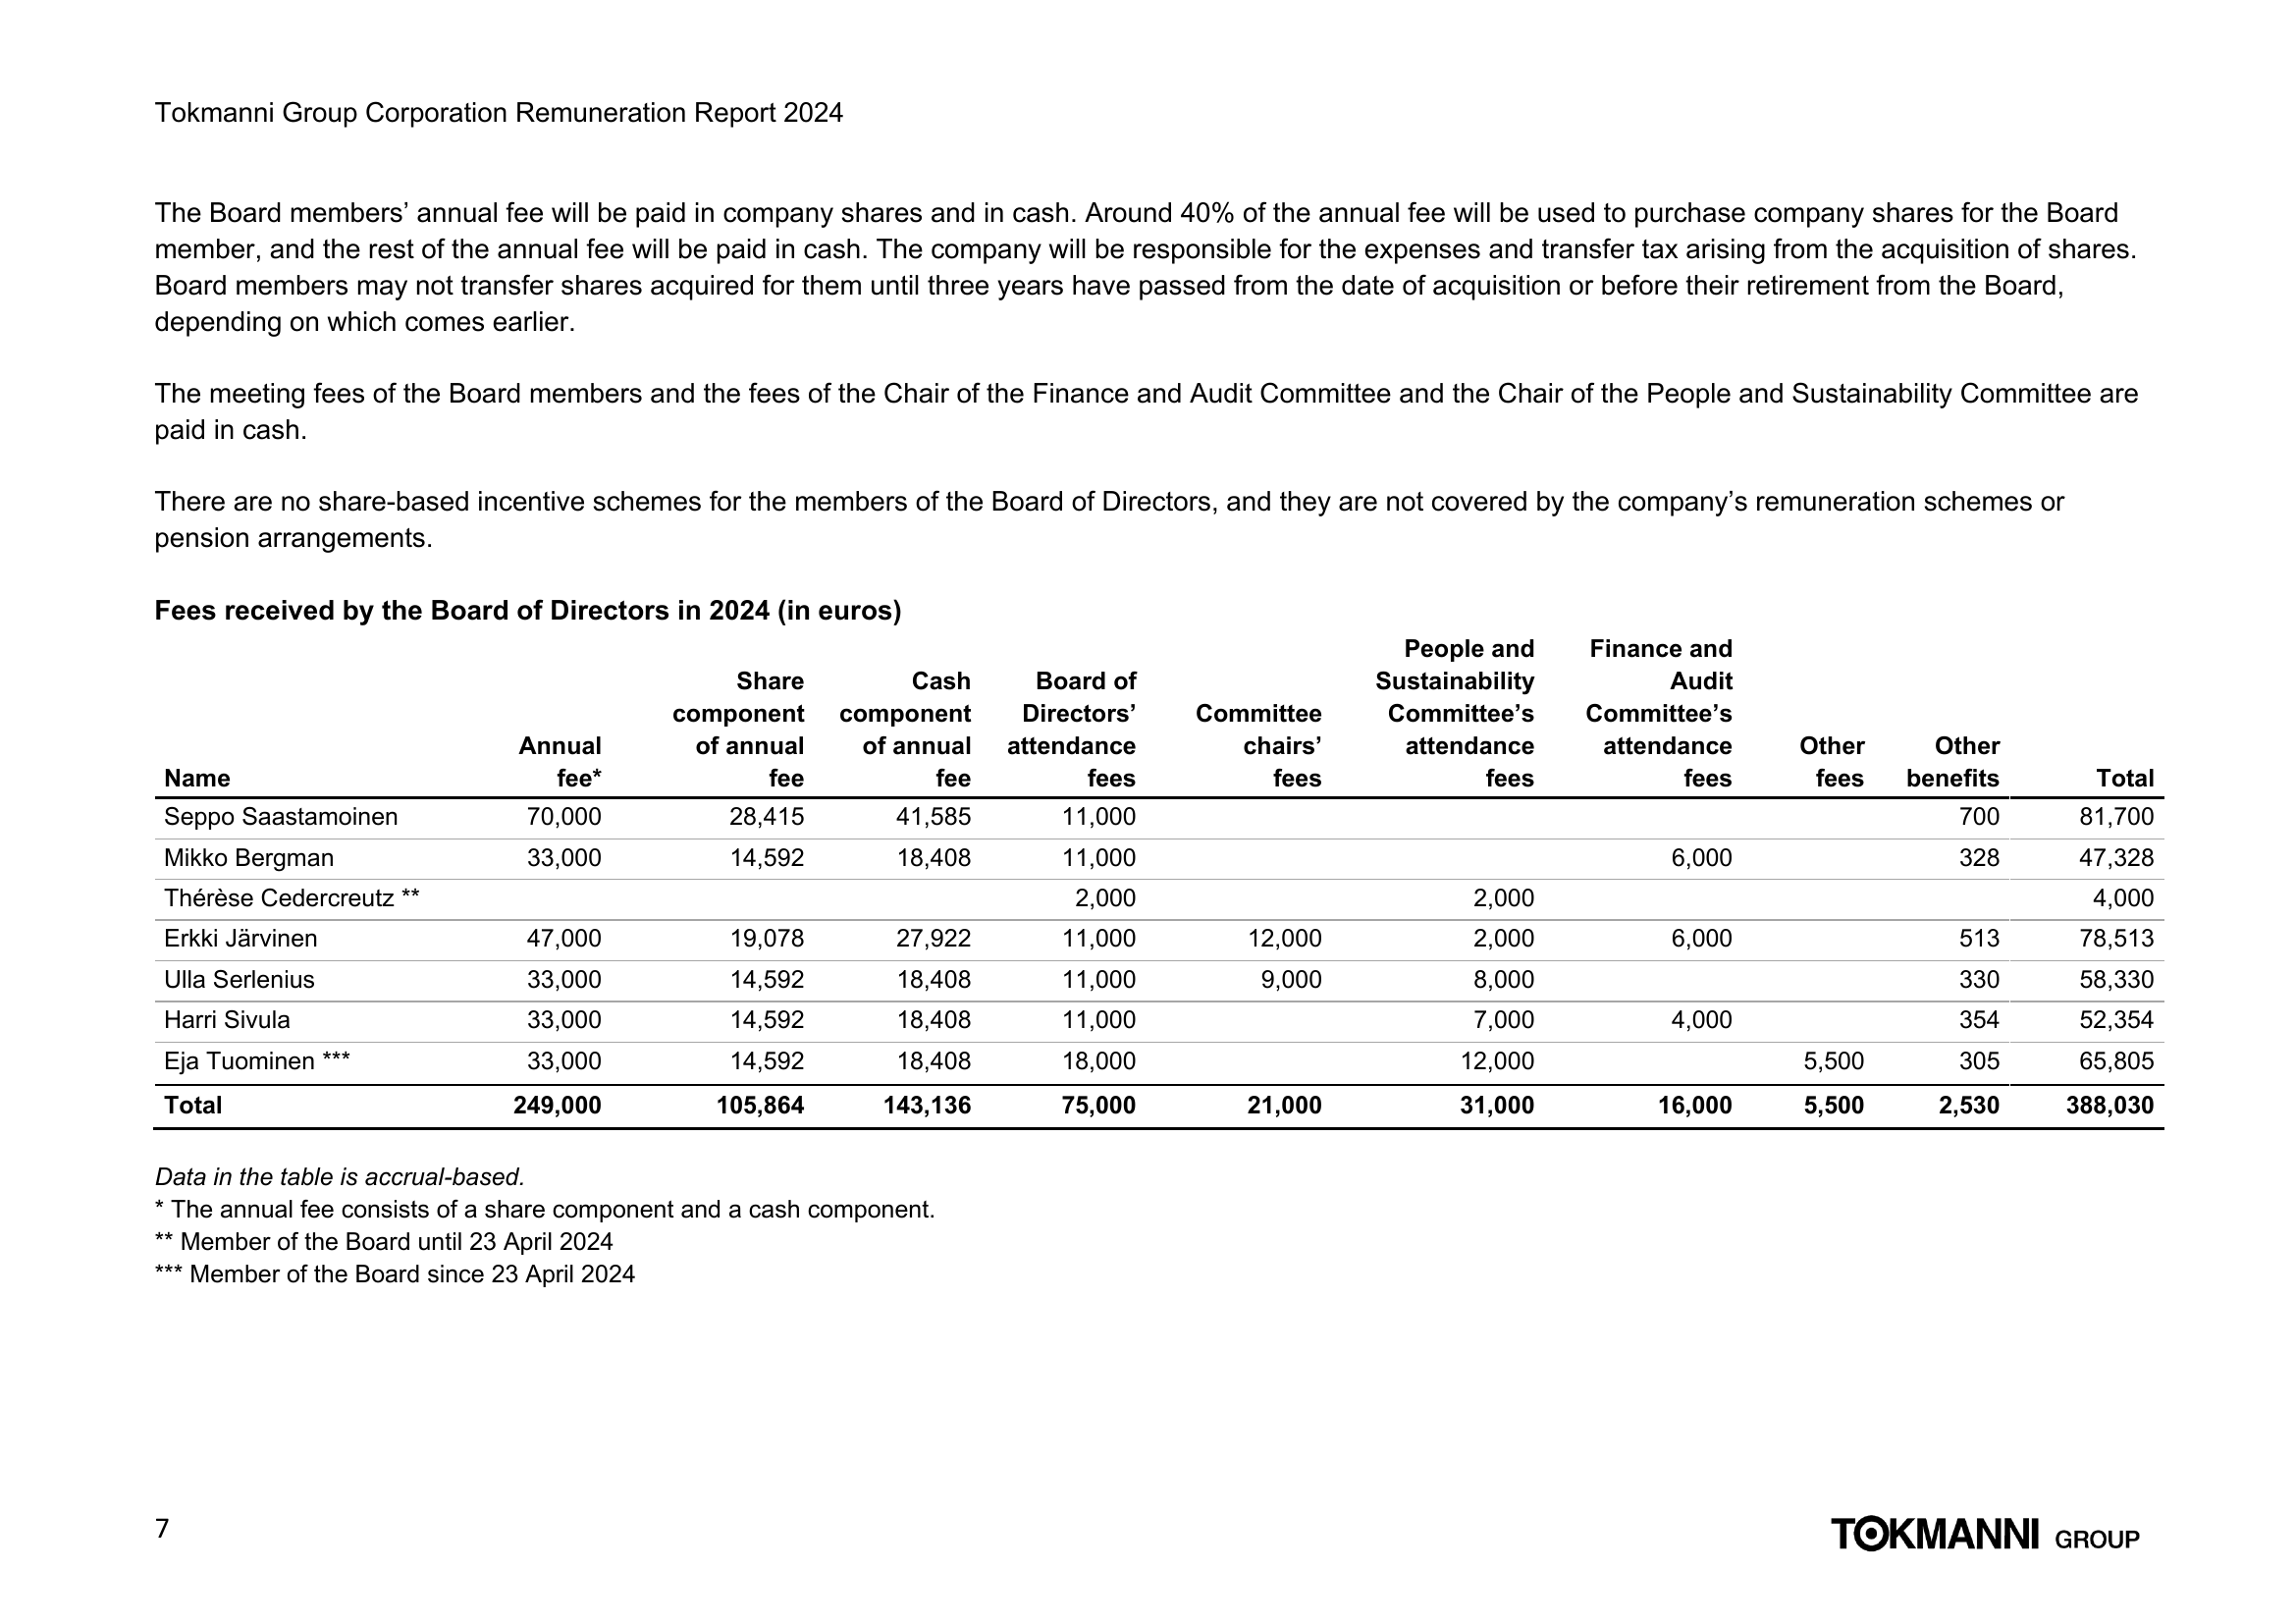 Tokmanni Group Corporation Remuneration Report 2024
The Board members’ annual fee will be paid in company shares and in cash. Around 40% of the annual fee will be used to purchase company shares for the Board
member, and the rest of the annual fee will be paid in cash. The company will be responsible for the expenses and transfer tax arising from the acquisition of shares.
Board members may not transfer shares acquired for them until three years have passed from the date of acquisition or before their retirement from the Board,
depending on which comes earlier.
The meeting fees of the Board members and the fees of the Chair of the Finance and Audit Committee and the Chair of the People and Sustainability Committee are
paid in cash.
There are no share-based incentive schemes for the members of the Board of Directors, and they are not covered by the company’s remuneration schemes or
pension arrangements.
Fees received by the Board of Directors in 2024 (in euros)
People and Finance and
Share Cash Board of Sustainability Audit
component component Directors’ Committee Committee’s Committee’s
Annual of annual of annual attendance chairs’ attendance attendance Other Other
Name fee* fee fee fees fees fees fees fees benefits Total
Seppo Saastamoinen 70,000 28,415 41,585 11,000 700 81,700
Mikko Bergman 33,000 14,592 18,408 11,000 6,000 328 47,328
Thérèse Cedercreutz ** 2,000 2,000 4,000
Erkki Järvinen 47,000 19,078 27,922 11,000 12,000 2,000 6,000 513 78,513
Ulla Serlenius 33,000 14,592 18,408 11,000 9,000 8,000 330 58,330
Harri Sivula 33,000 14,592 18,408 11,000 7,000 4,000 354 52,354
Eja Tuominen *** 33,000 14,592 18,408 18,000 12,000 5,500 305 65,805
Total 249,000 105,864 143,136 75,000 21,000 31,000 16,000 5,500 2,530 388,030
Data in the table is accrual-based.
* The annual fee consists of a share component and a cash component.
** Member of the Board until 23 April 2024
*** Member of the Board since 23 April 2024
7
TOKMANNI GROUP